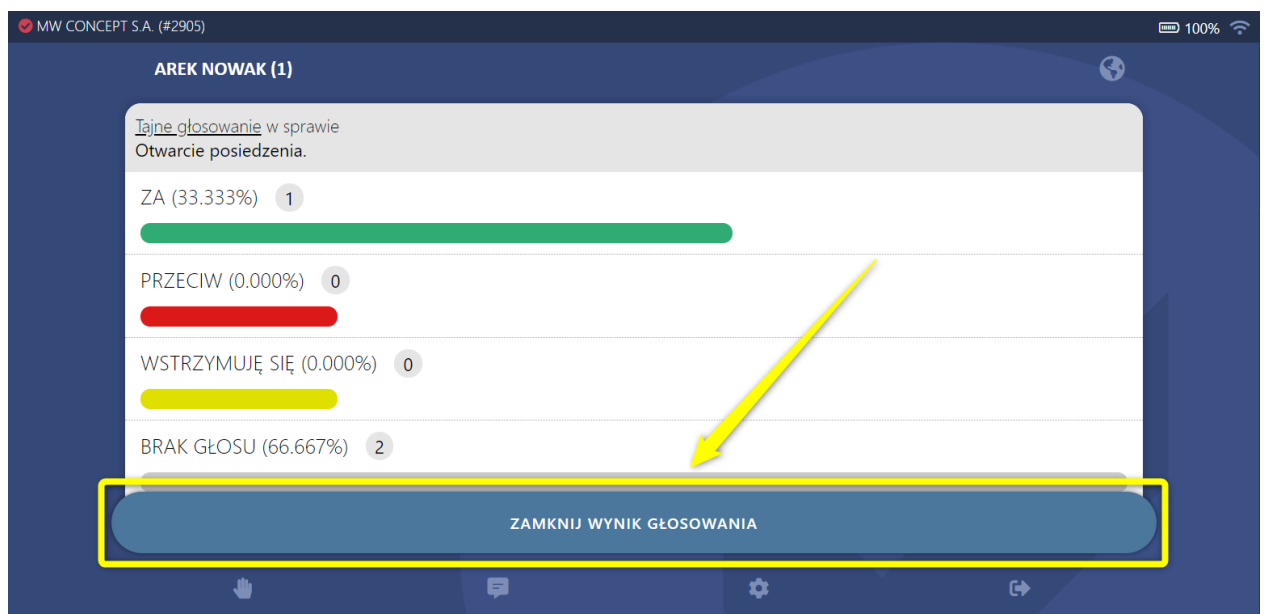 MW CONCEPT S.A. (#2905)
100%
AREK NOWAK (1)
Tajne głosowanie w sprawie
Otwarcie posiedzenia.
ZA (33.333%) 1
PRZECIW (0.000%) 0
WSTRZYMUJĘ SIĘ (0.000%) 0
BRAK GŁOSU (66.667%) 2
ZAMKNIJ WYNIK GŁOSOWANIA